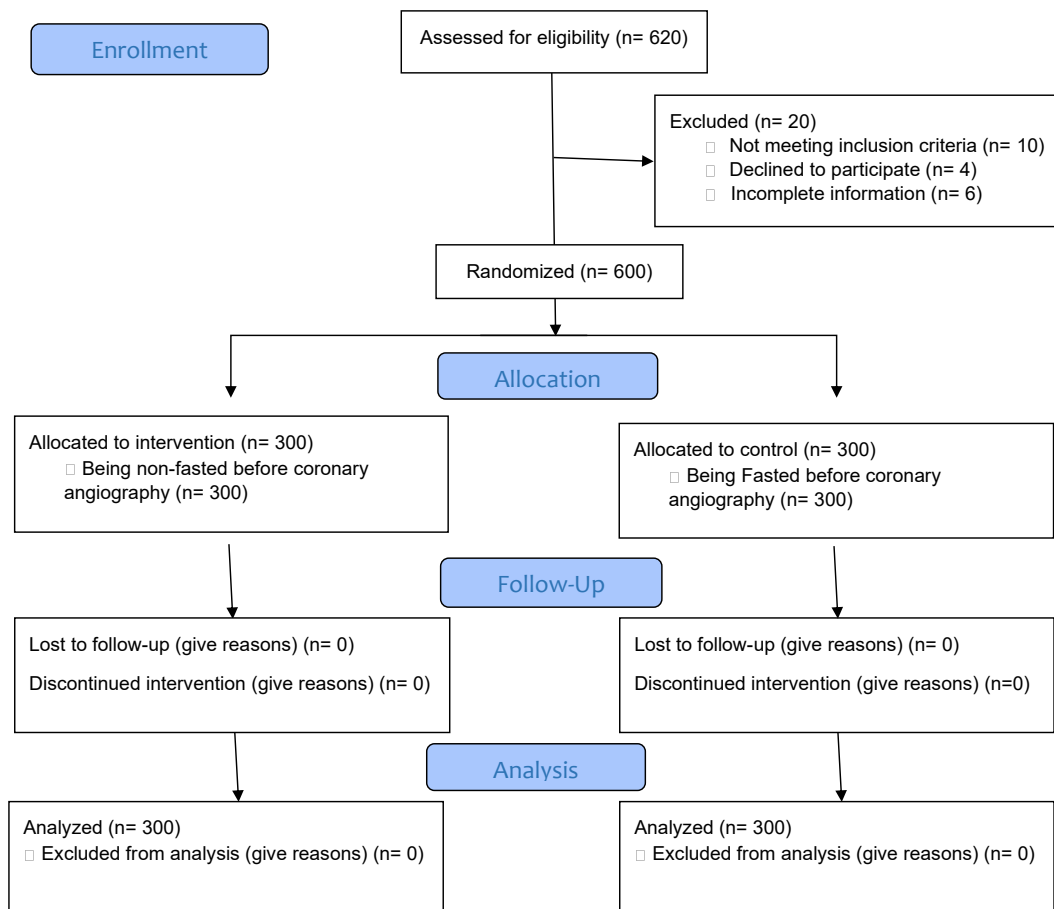 Enrollment
Assessed for eligibility (n= 620)
Excluded (n= 20)
Not meeting inclusion criteria (n= 10)
Declined to participate (n= 4)
Incomplete information (n= 6)
Randomized (n= 600)
Allocation
Allocated to intervention (n= 300)
Being non-fasted before coronary
angiography (n= 300)
Allocated to control (n= 300)
Being Fasted before coronary
angiography (n= 300)
Follow-Up
Lost to follow-up (give reasons) (n= 0)
Discontinued intervention (give reasons) (n= 0)
Lost to follow-up (give reasons) (n= 0)
Discontinued intervention (give reasons) (n=0)
Analysis
Analyzed (n= 300)
Excluded from analysis (give reasons) (n= 0)
Analyzed (n= 300)
Excluded from analysis (give reasons) (n= 0)